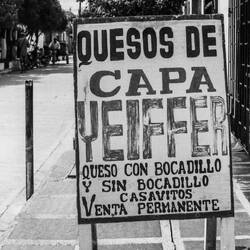 QUESOS DE
CAPA
YEIFFER
QUESO CON BOCADILLO
Y SIN BOCADILLO
CASAVITOS
VENTA PERMANENTE